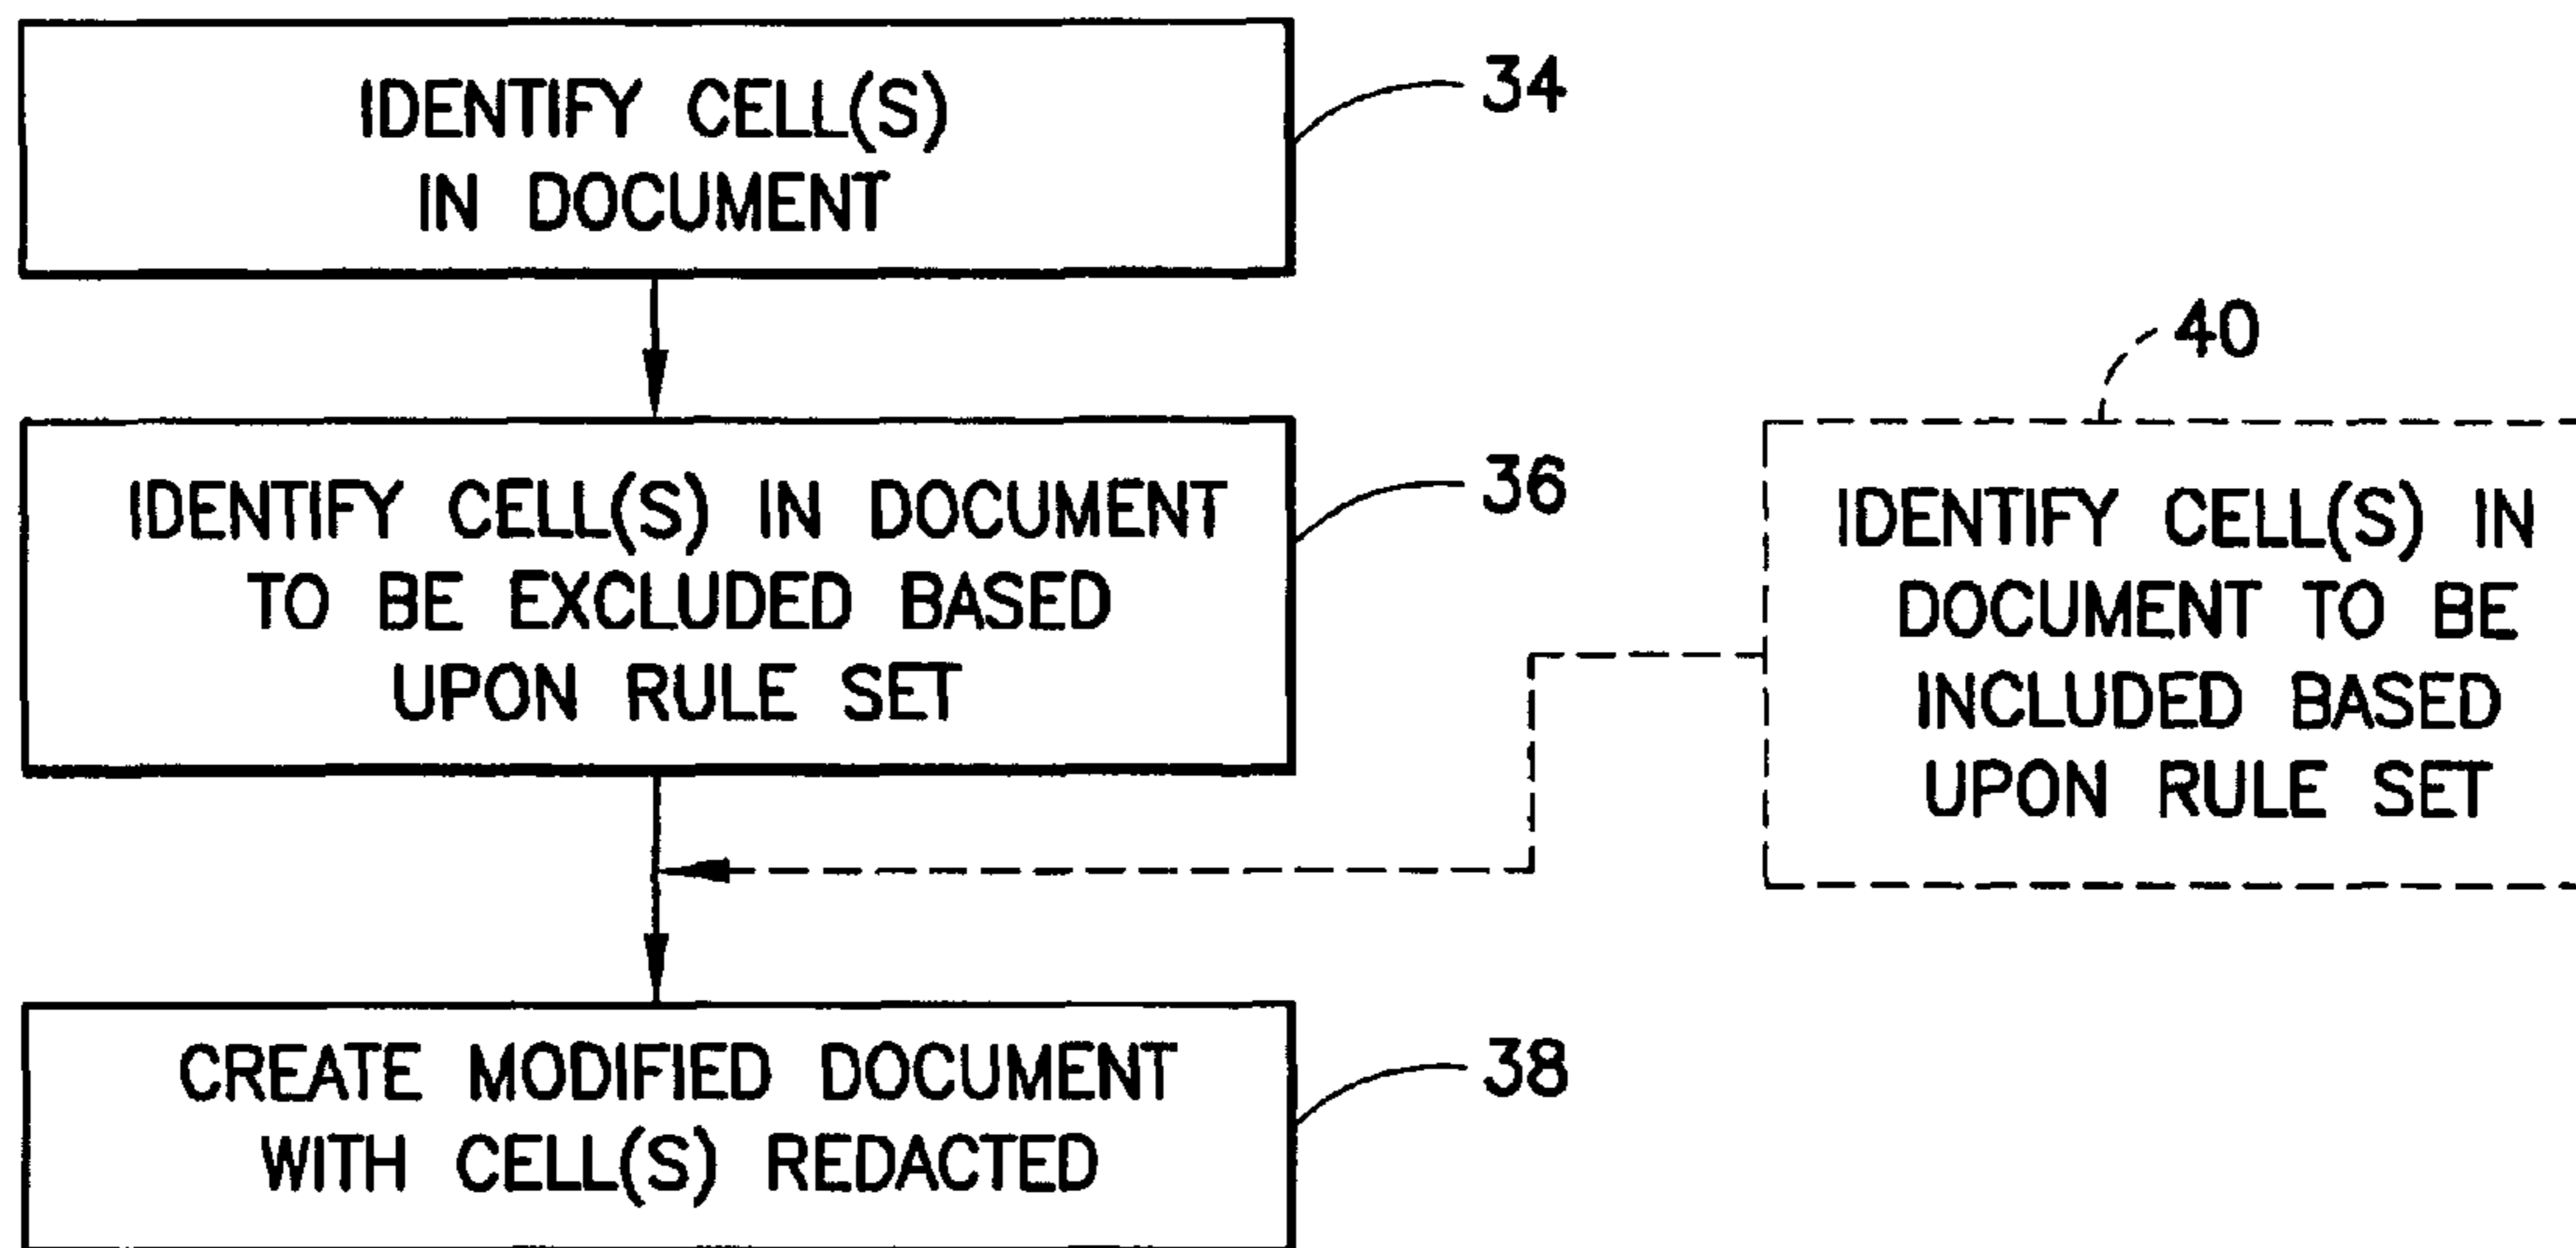 IDENTIFY CELL(S)
IN DOCUMENT
34
IDENTIFY CELL(S) IN DOCUMENT
TO BE EXCLUDED BASED
UPON RULE SET
36
40
IDENTIFY CELL(S) IN
DOCUMENT TO BE
INCLUDED BASED
UPON RULE SET
CREATE MODIFIED DOCUMENT
WITH CELL(S) REDACTED
38